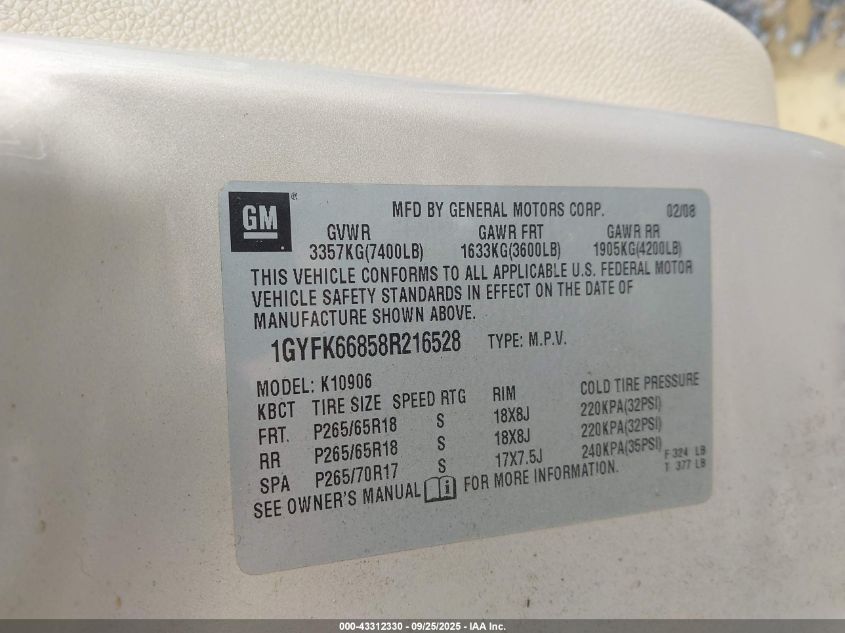 GM ®
MFD BY GENERAL MOTORS CORP. 02/08
GVWR GAWR FRT GAWR RR
3357KG(7400LB) 1633KG(3600LB) 1905KG(4200LB)
THIS VEHICLE CONFORMS TO ALL APPLICABLE U.S. FEDERAL MOTOR
VEHICLE SAFETY STANDARDS IN EFFECT ON THE DATE OF
MANUFACTURE SHOWN ABOVE.
1GYFK66858R216528 TYPE: M.P.V.
MODEL: K10906
KBCT TIRE SIZE SPEED RTG RIM COLD TIRE PRESSURE
FRT. P265/65R18 S 18X8J 220KPA(32PSI)
RR P265/65R18 S 18X8J 220KPA(32PSI)
SPA P265/70R17 S 17X7.5J 240KPA(35PSI) F 324 LB
T 377 LB
SEE OWNER'S MANUAL i FOR MORE INFORMATION.
000-43312330 - 09/25/2025 - IAA Inc.